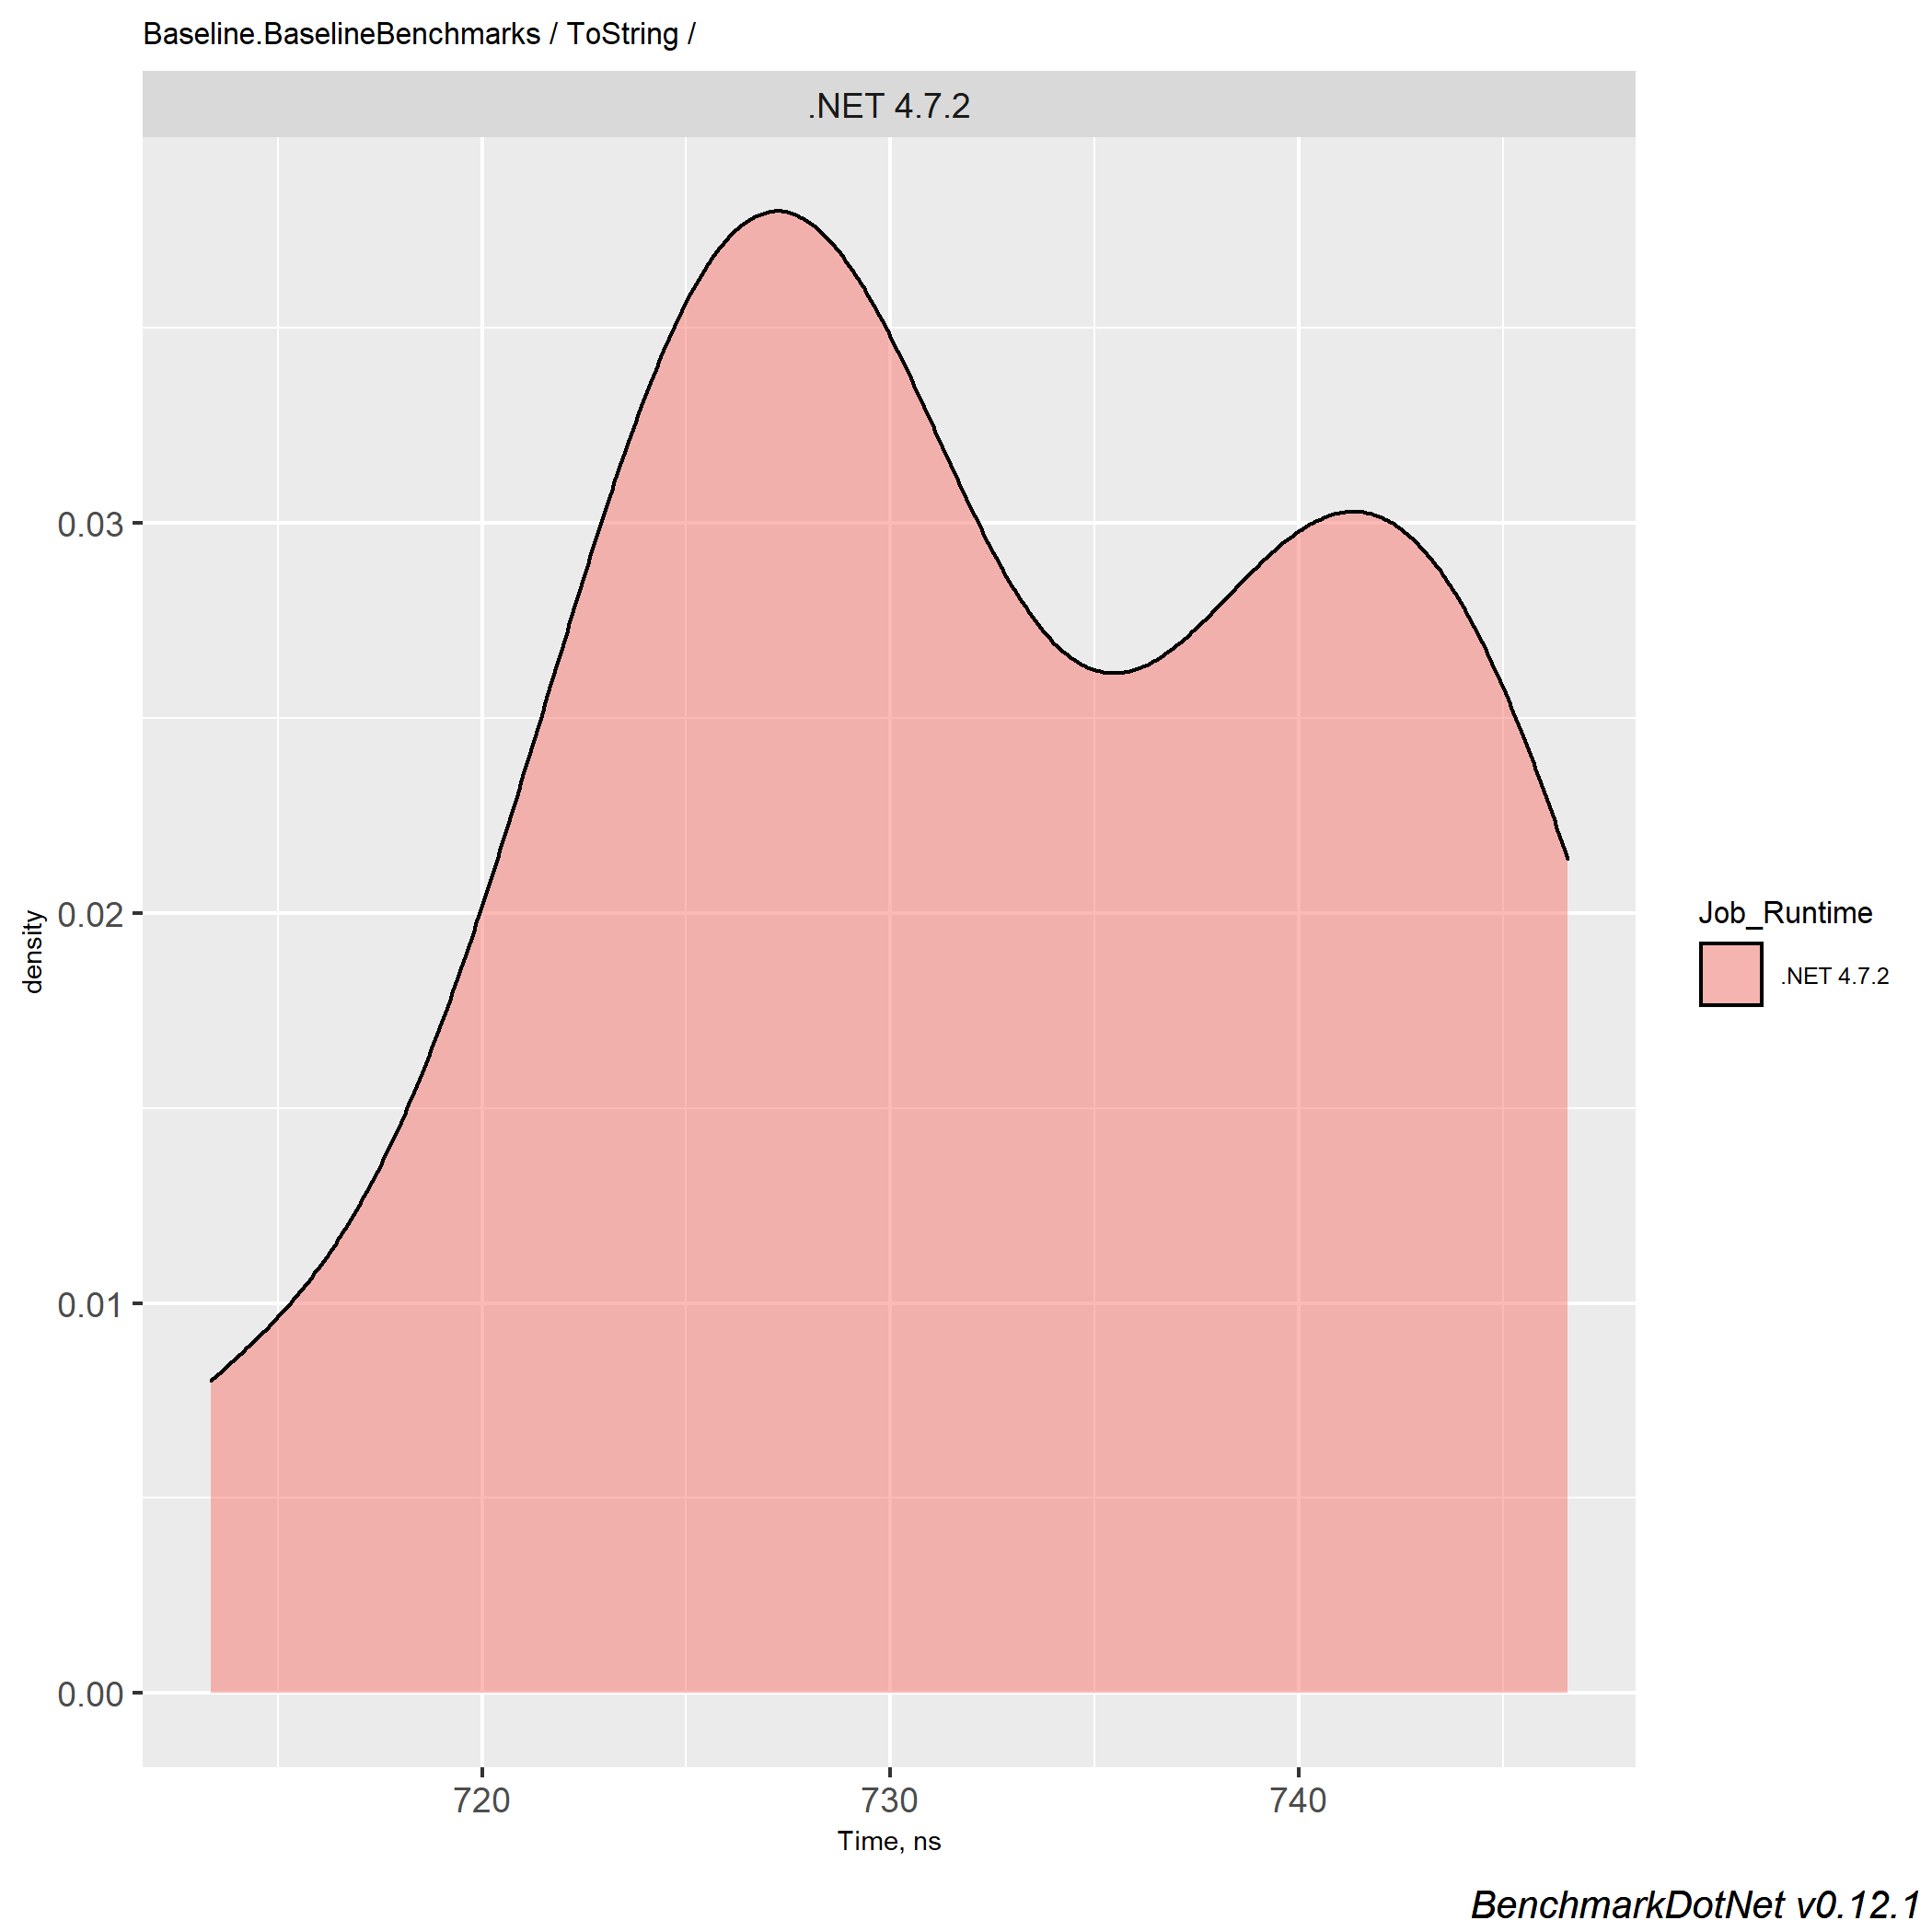 Baseline.BaselineBenchmarks / ToString /
.NET 4.7.2
0.03
0.02
0.01
0.00
density
720 730 740
Time, ns
Job_Runtime
.NET 4.7.2
BenchmarkDotNet v0.12.1